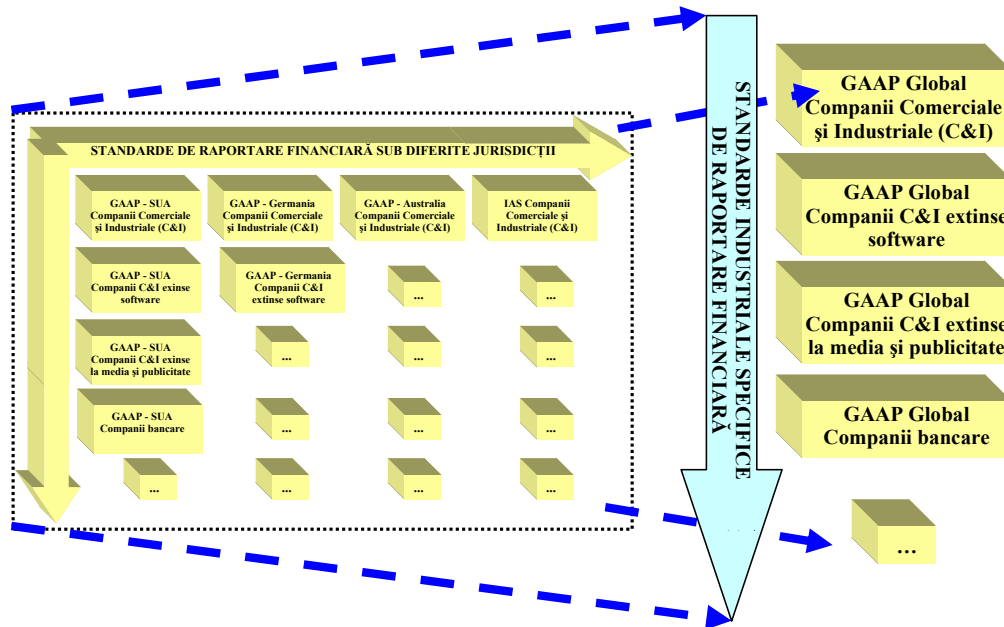 STANDARDE DE RAPORTARE FINANCIARĂ SUB DIFERITE JURISDICȚII
GAAP - SUA
Companii Comerciale
şi Industriale (C&I)
GAAP - Germania
Companii Comerciale
şi Industriale (C&I)
GAAP - Australia
Companii Comerciale
şi Industriale (C&I)
IAS Companii
Comerciale şi
Industriale (C&I)
GAAP - SUA
Companii C&I exinse
software
GAAP - Germania
Companii C&I
extinse software
...
...
GAAP - SUA
Companii C&I exinse
la media şi publicitate
...
...
...
GAAP - SUA
Companii bancare
...
...
...
...
...
...
...
STANDARDE INDUSTRIALE SPECIFICE
DE RAPORTARE FINANCIARĂ
GAAP Global
Companii Comerciale
şi Industriale (C&I)
GAAP Global
Companii C&I extinse
software
GAAP Global
Companii C&I extinse
la media şi publicitate
GAAP Global
Companii bancare
...